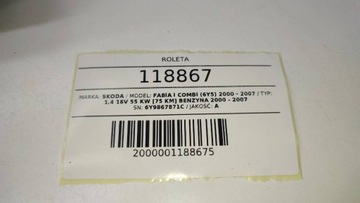 ROLETA
118867
MARKA: SKODA / MODEL: FABIA I COMBI (6Y5) 2000 - 2007 / TYP:
1.4 16V 55 KW [75 KM] BENZYNA 2000 - 2007
SN: 6Y9867871C / JAKOŚĆ: A
2000001188675